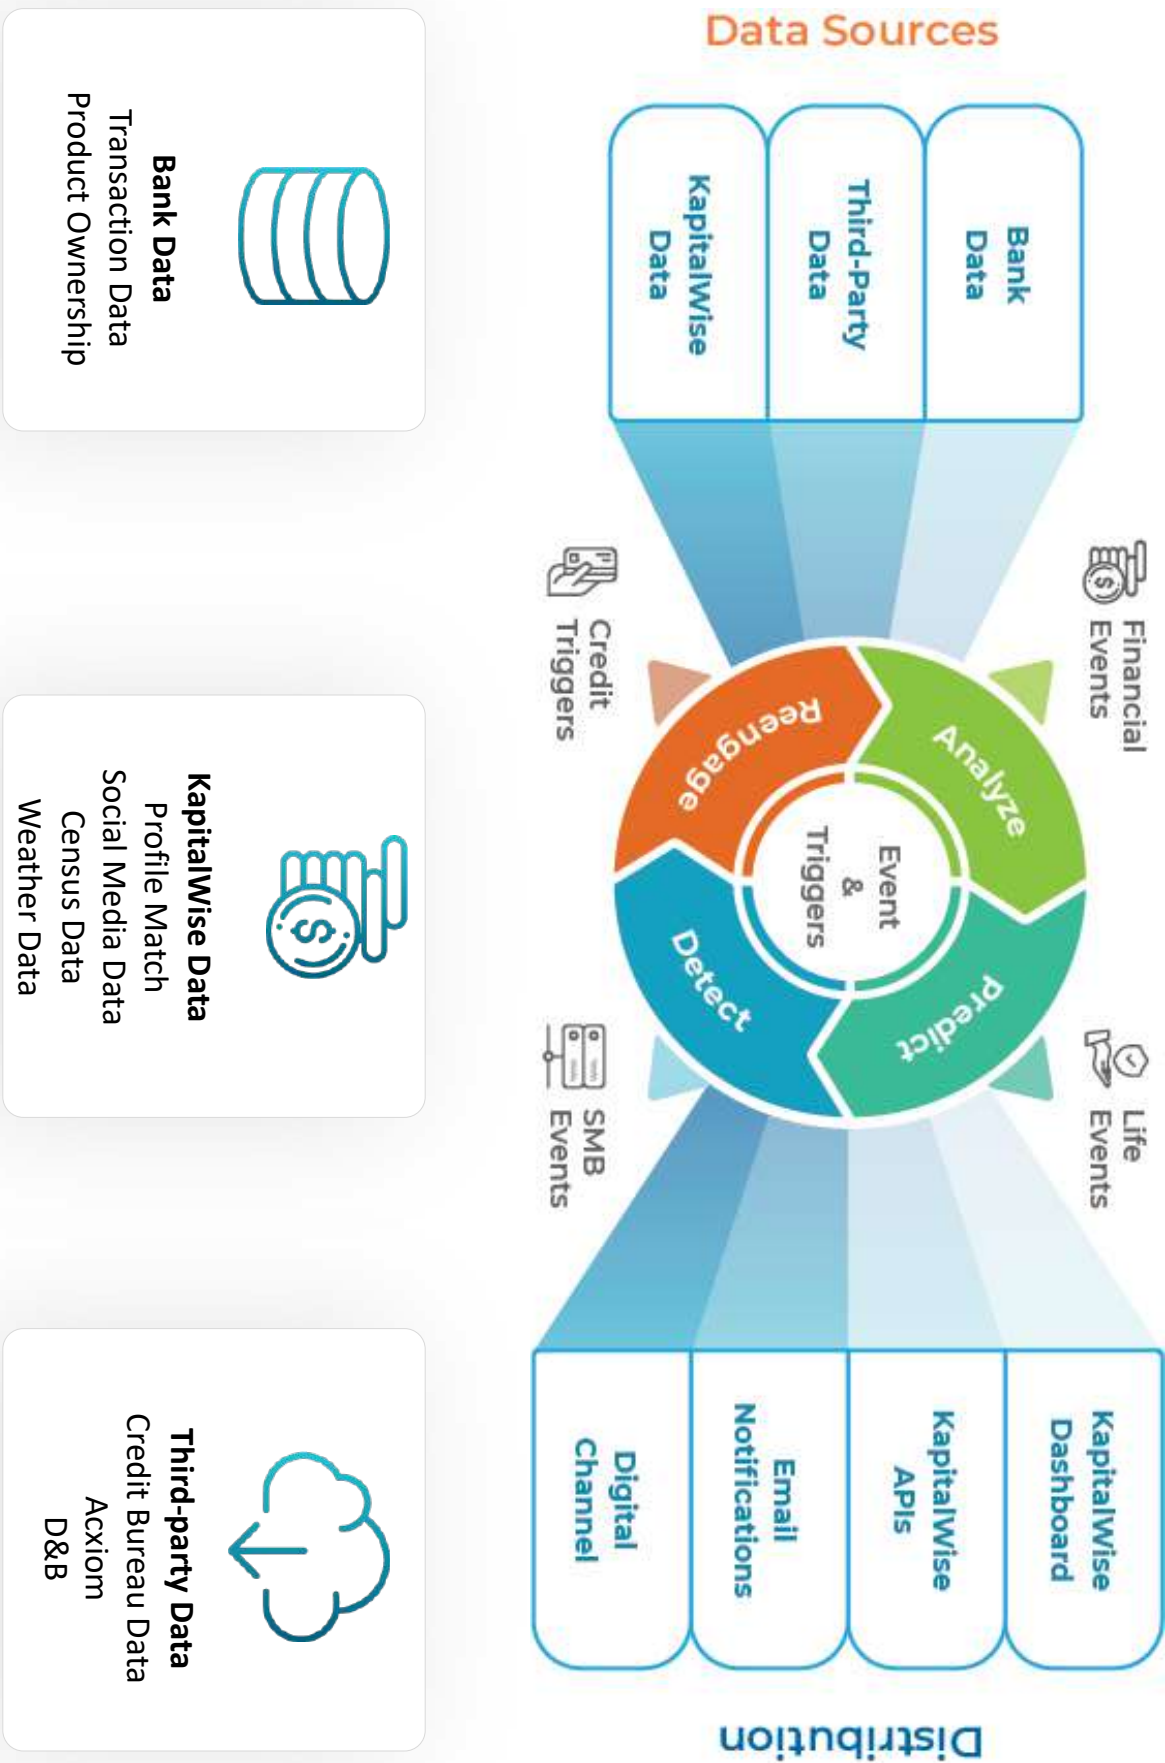 Data Sources
Bank
Data
Third-Party
Data
KapitalWise
Data
Financial
Events
Life
Events
Credit
Triggers
SMB
Events
Analyze
Predict
Detect
Reengage
Event
&
Triggers
KapitalWise
Dashboard
KapitalWise
APIs
Email
Notifications
Digital
Channel
Distribution
Bank Data
Transaction Data
Product Ownership
KapitalWise Data
Profile Match
Social Media Data
Census Data
Weather Data
Third-party Data
Credit Bureau Data
Acxiom
D&B